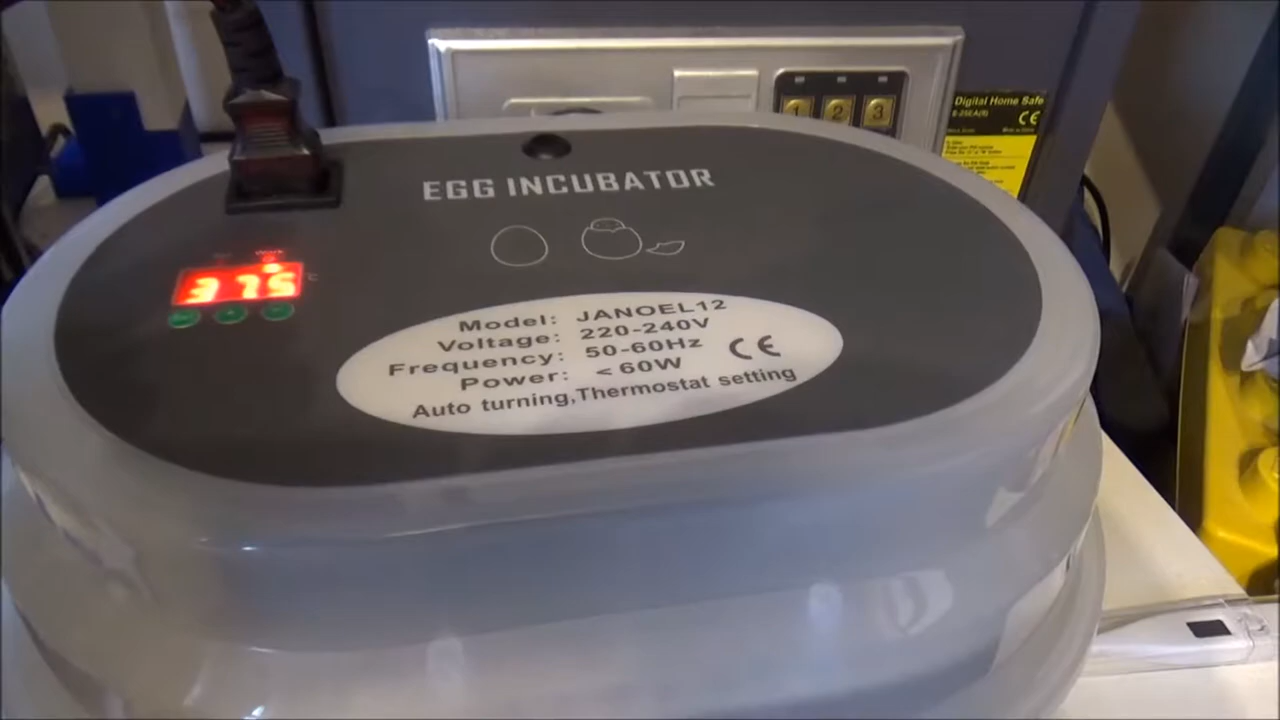 1 2 3
Digital Home Safe
CE
EGG INCUBATOR
37.5
Model: JANOEL12
Voltage: 220-240V
Frequency: 50-60Hz
Power: <60W
CE
Auto turning,Thermostat setting